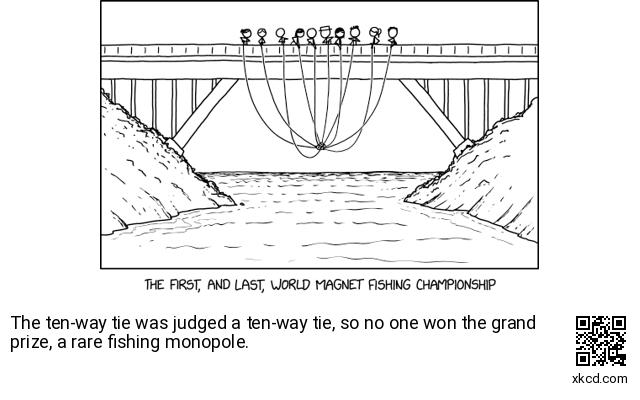 THE FIRST, AND LAST, WORLD MAGNET FISHING CHAMPIONSHIP
The ten-way tie was judged a ten-way tie, so no one won the grand
prize, a rare fishing monopole.
xkcd.com